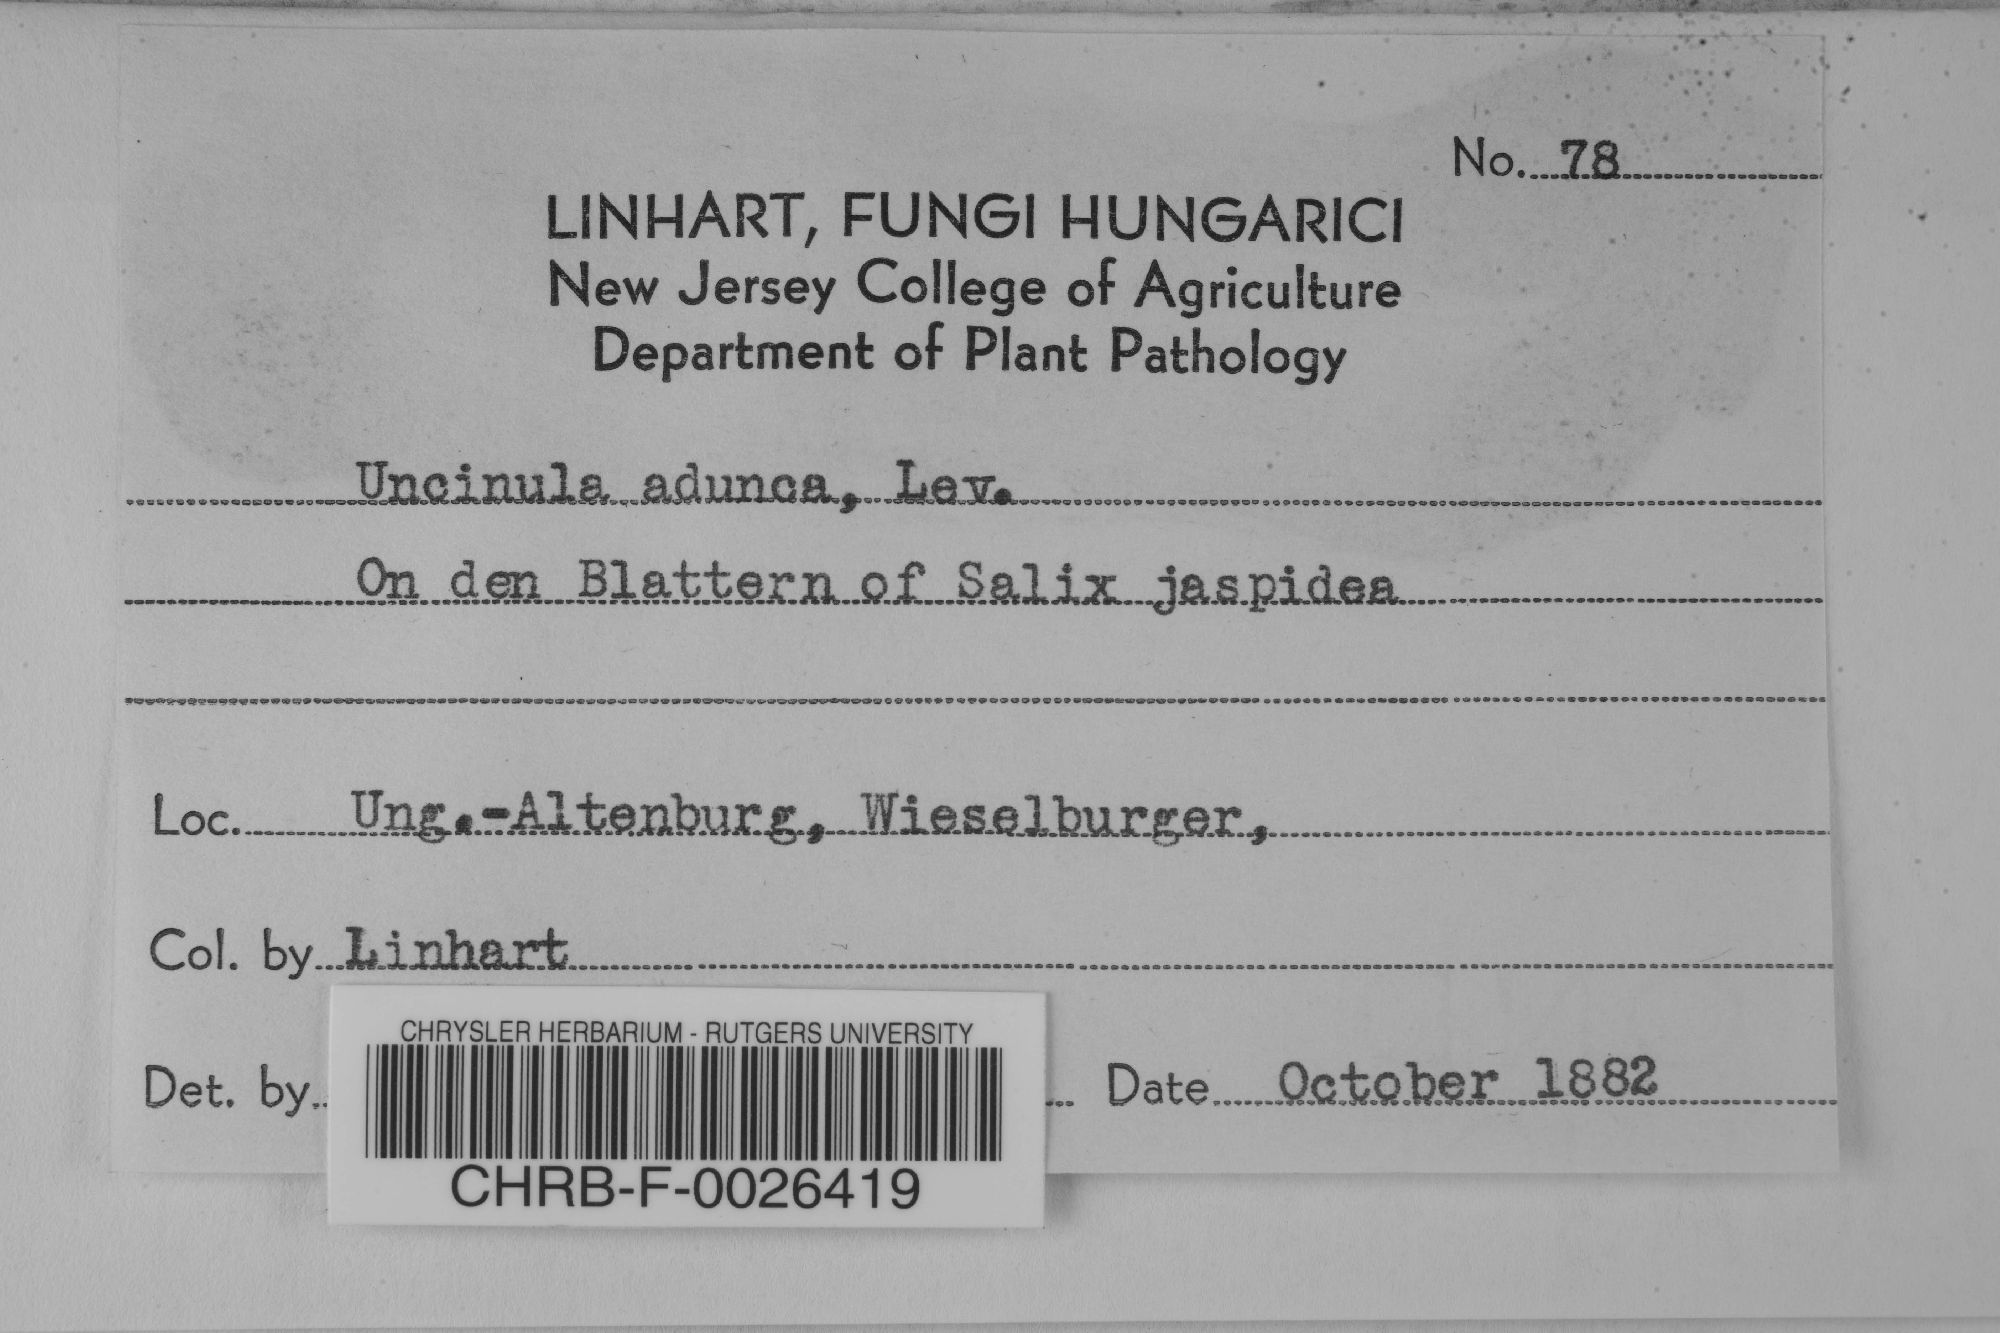 No. 78
LINHART, FUNGI HUNGARICI
New Jersey College of Agriculture
Department of Plant Pathology
Uncinula adunca, Lev.
On den Blattern of Salix jaspidea
Loc. Ung.-Altenburg, Wieselburger,
Col. by Linhart
CHRYSLER HERBARIUM - RUTGERS UNIVERSITY
Det. by
Date October 1882
CHRB-F-0026419